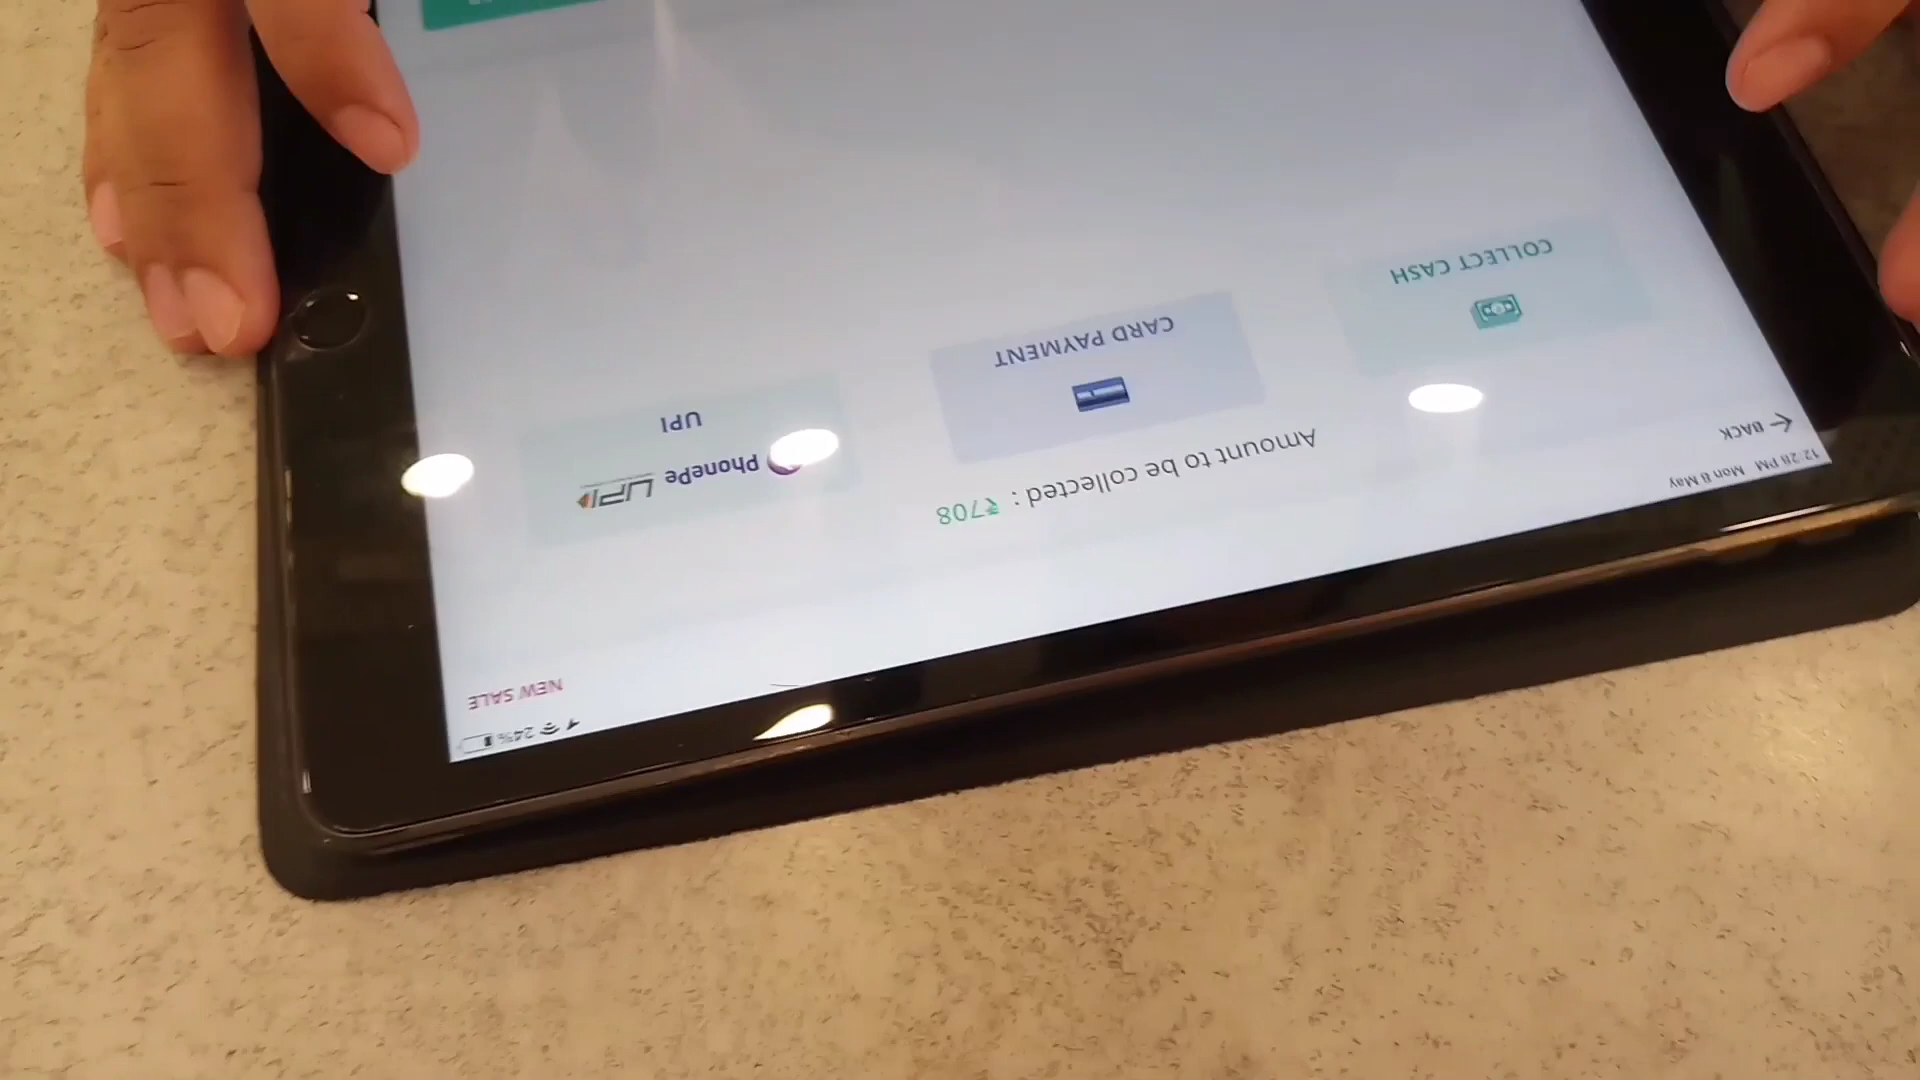 12:28 PM Mon 8 May
24%
← BACK
NEW SALE
Amount to be collected : ₹708
COLLECT CASH
CARD PAYMENT
PhonePe UPI
UPI